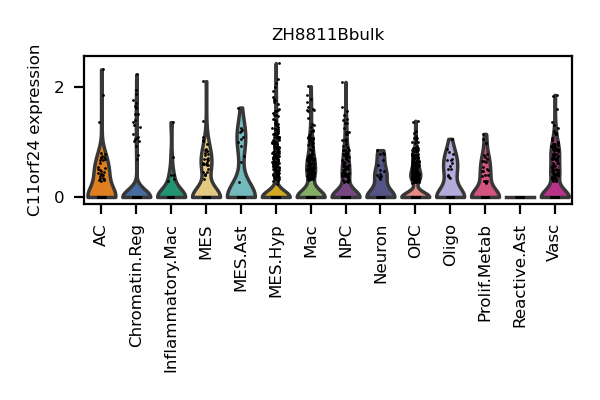 ZH8811Bbulk
C11orf24 expression
2
0
AC
Chromatin.Reg
Inflammatory.Mac
MES
MES.Ast
MES.Hyp
Mac
NPC
Neuron
OPC
Oligo
Prolif.Metab
Reactive.Ast
Vasc